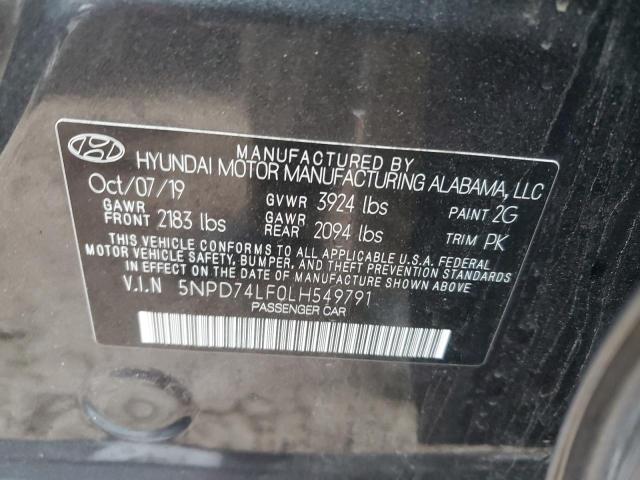 MANUFACTURED BY
HYUNDAI MOTOR MANUFACTURING ALABAMA, LLC
Oct/07/19 GVWR 3924 lbs PAINT 2G
GAWR FRONT 2183 lbs GAWR REAR 2094 lbs TRIM PK
THIS VEHICLE CONFORMS TO ALL APPLICABLE U.S.A. FEDERAL
MOTOR VEHICLE SAFETY, BUMPER, AND THEFT PREVENTION STANDARDS
IN EFFECT ON THE DATE OF MANUFACTURE SHOWN ABOVE.
V.I.N 5NPD74LF0LH549791
PASSENGER CAR